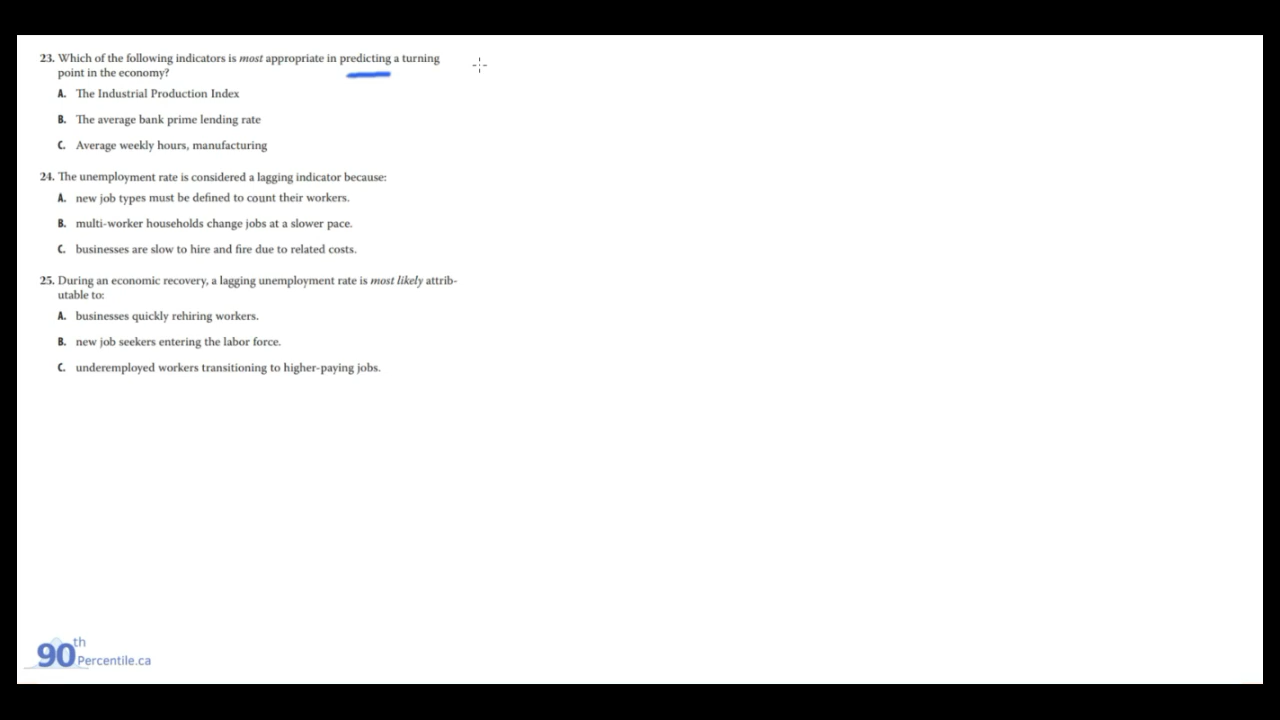 23. Which of the following indicators is most appropriate in predicting a turning
point in the economy?
A. The Industrial Production Index
B. The average bank prime lending rate
C. Average weekly hours, manufacturing
24. The unemployment rate is considered a lagging indicator because:
A. new job types must be defined to count their workers.
B. multi-worker households change jobs at a slower pace.
C. businesses are slow to hire and fire due to related costs.
25. During an economic recovery, a lagging unemployment rate is most likely attrib-
utable to:
A. businesses quickly rehiring workers.
B. new job seekers entering the labor force.
C. underemployed workers transitioning to higher-paying jobs.
90th
Percentile.ca